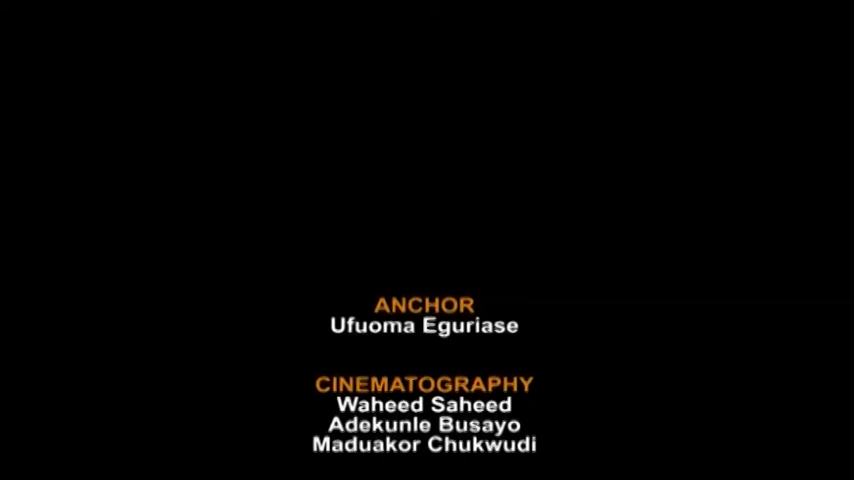 ANCHOR
Ufuoma Eguriase
CINEMATOGRAPHY
Waheed Saheed
Adekunle Busayo
Maduakor Chukwudi